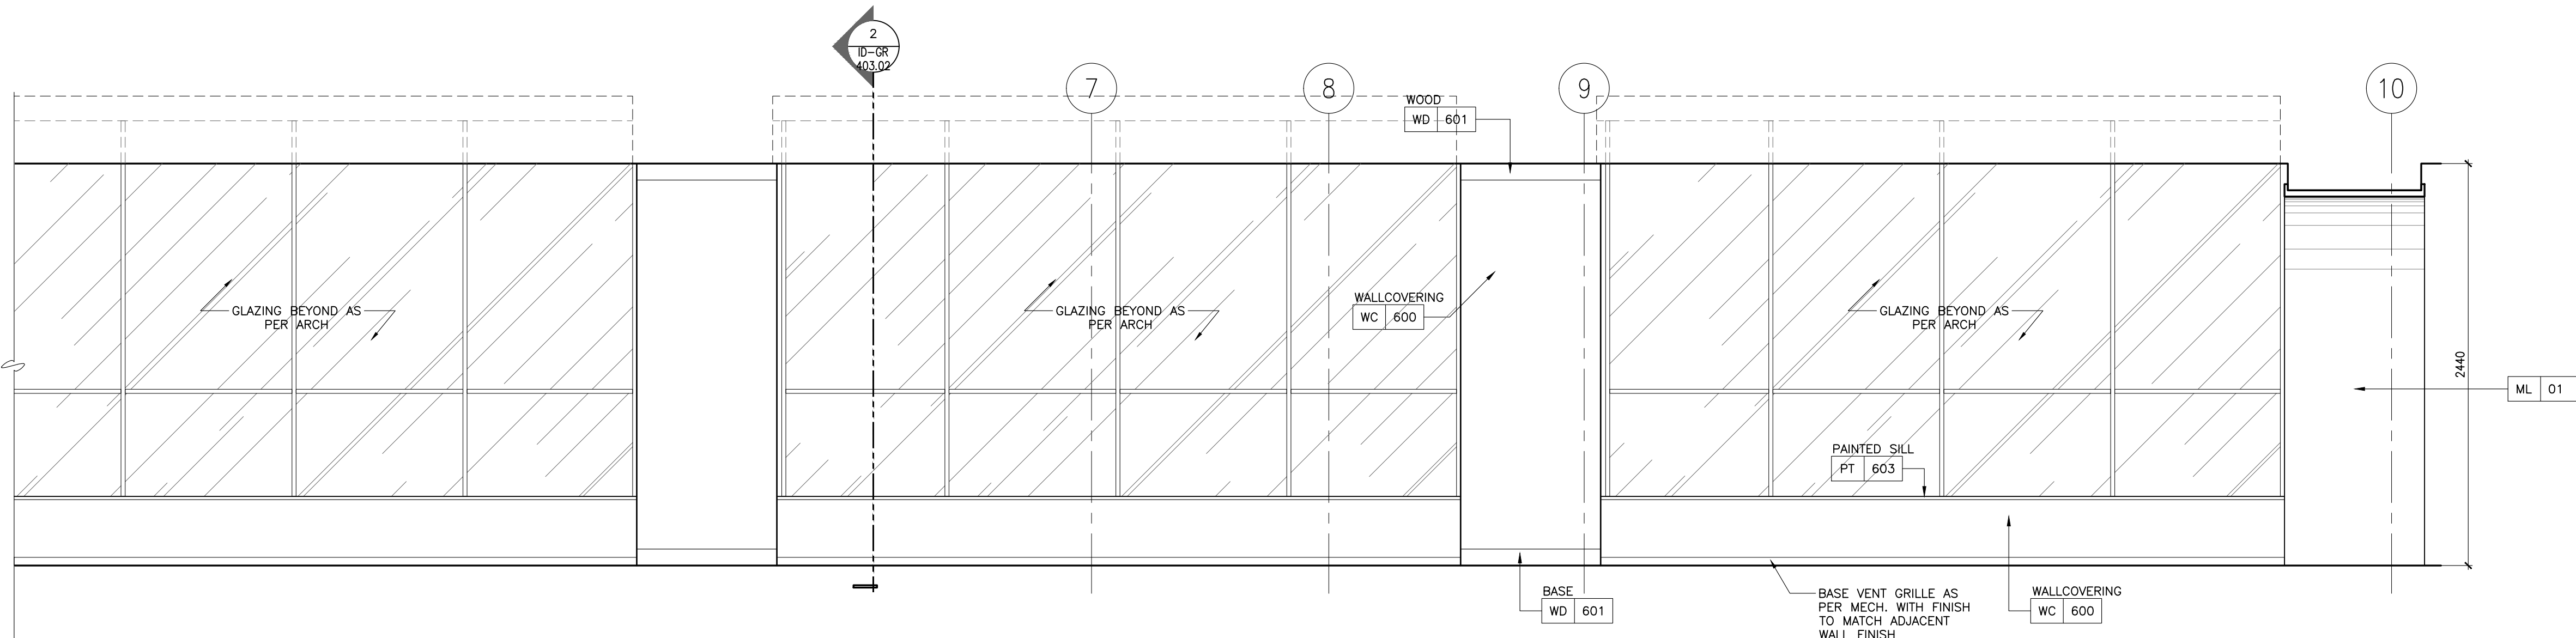 2
ID-GR
403.02
7
8
9
10
WOOD
WD 601
GLAZING BEYOND AS
PER ARCH
GLAZING BEYOND AS
PER ARCH
WALLCOVERING
WC 600
GLAZING BEYOND AS
PER ARCH
2440
ML 01
PAINTED SILL
PT 603
BASE
WD 601
BASE VENT GRILLE AS
PER MECH. WITH FINISH
TO MATCH ADJACENT
WALL FINISH
WALLCOVERING
WC 600